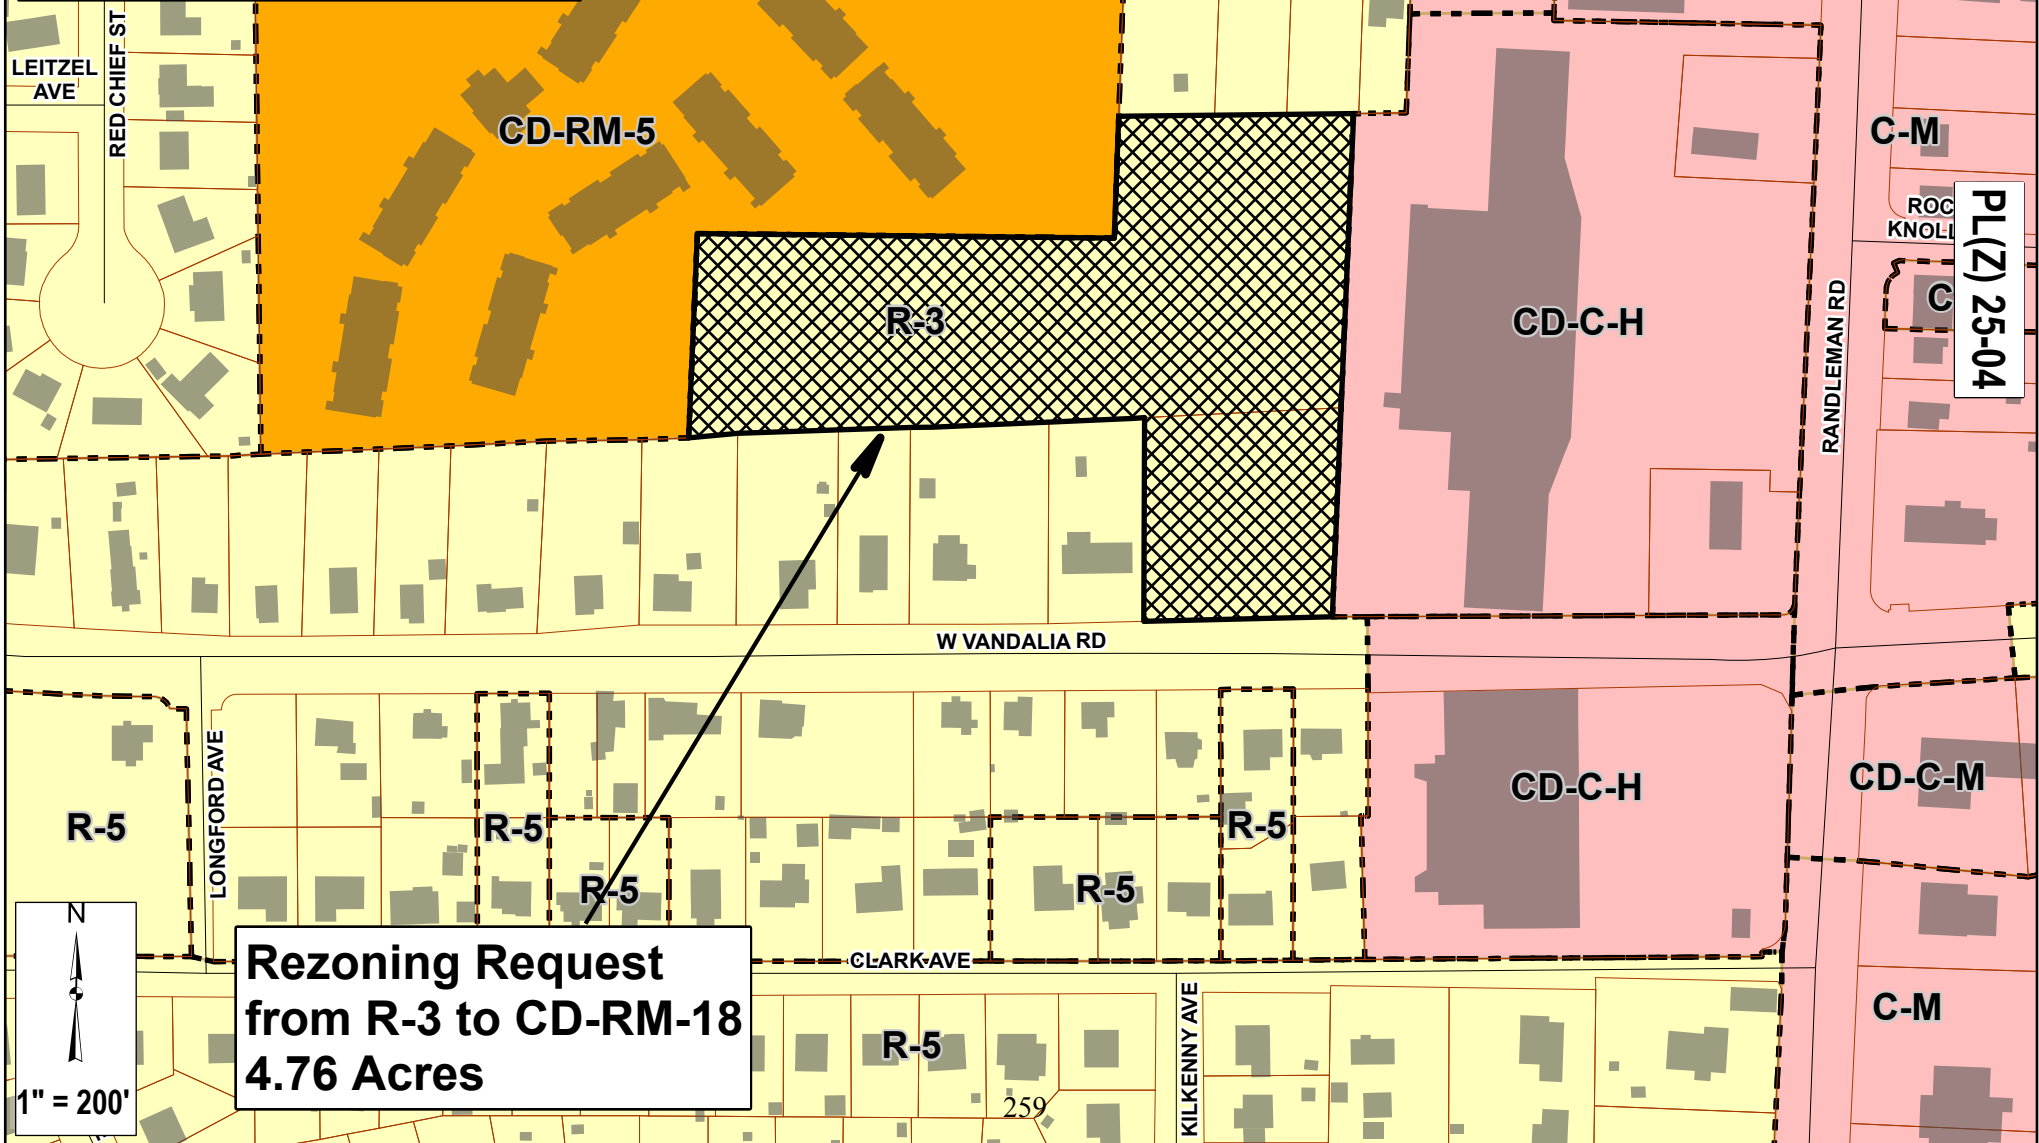 LEITZEL
AVE
RED CHIEF ST
CD-RM-5
C-M
ROC
KNOLL
PL(Z) 25-04
C
R-3
CD-C-H
RANDLEMAN RD
W VANDALIA RD
LONGFORD AVE
R-5
R-5
R-5
R-5
R-5
CD-C-H
CD-C-M
CLARK AVE
N
1" = 200'
Rezoning Request
from R-3 to CD-RM-18
4.76 Acres
R-5
KILKENNY AVE
C-M
259